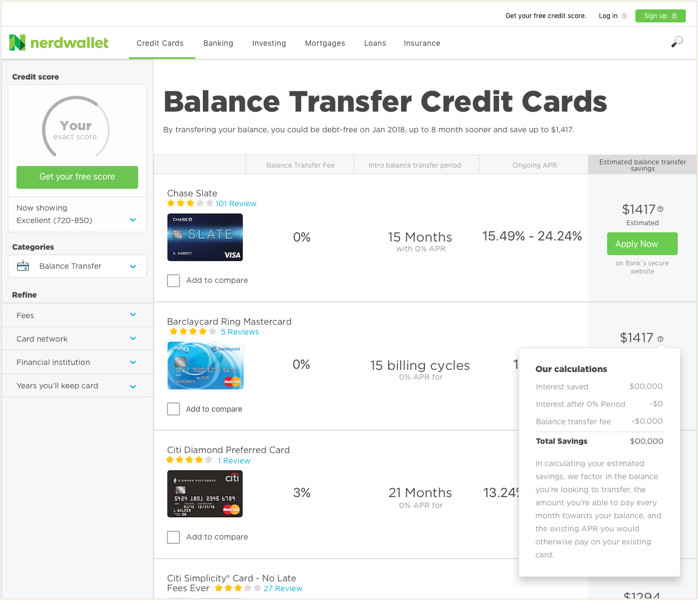 Get your free credit score.
Log in
Sign up
nerdwallet
Credit Cards
Banking
Investing
Mortgages
Loans
Insurance
Credit score
Your
exact score
Get your free score
Now showing
Excellent (720-850)
Categories
Balance Transfer
Refine
Fees
Card network
Financial institution
Years you'll keep card
Balance Transfer Credit Cards
By transfering your balance, you could be debt-free on Jan 2018, up to 8 month sooner and save up to $1,417.
Balance Transfer Fee
Intro balance transfer period
Ongoing APR
Estimated balance transfer
savings
Chase Slate
101 Review
CHASE
SLATE
VISA
0%
15 Months
with 0% APR
15.49% - 24.24%
$1417
Estimated
Apply Now
on Bank's secure
website
Add to compare
Barclaycard Ring Mastercard
5 Reviews
barclaycard
MasterCard
0%
15 billing cycles
0% APR for
1
$1417
Add to compare
Citi Diamond Preferred Card
1 Review
DIAMOND PREFERRED
citi
MasterCard
3%
21 Months
0% APR for
13.24%
Add to compare
Citi Simplicity® Card - No Late
Fees Ever
27 Review
$1294
Our calculations
Interest saved
$00,000
Interest after 0% Period
-$0
Balance transfer fee
-$0,000
Total Savings
$00,000
In calculating your estimated
savings, we factor in the balance
you're looking to transfer, the
amount you're able to pay every
month towards your balance, and
the existing APR you would
otherwise pay on your existing
card.